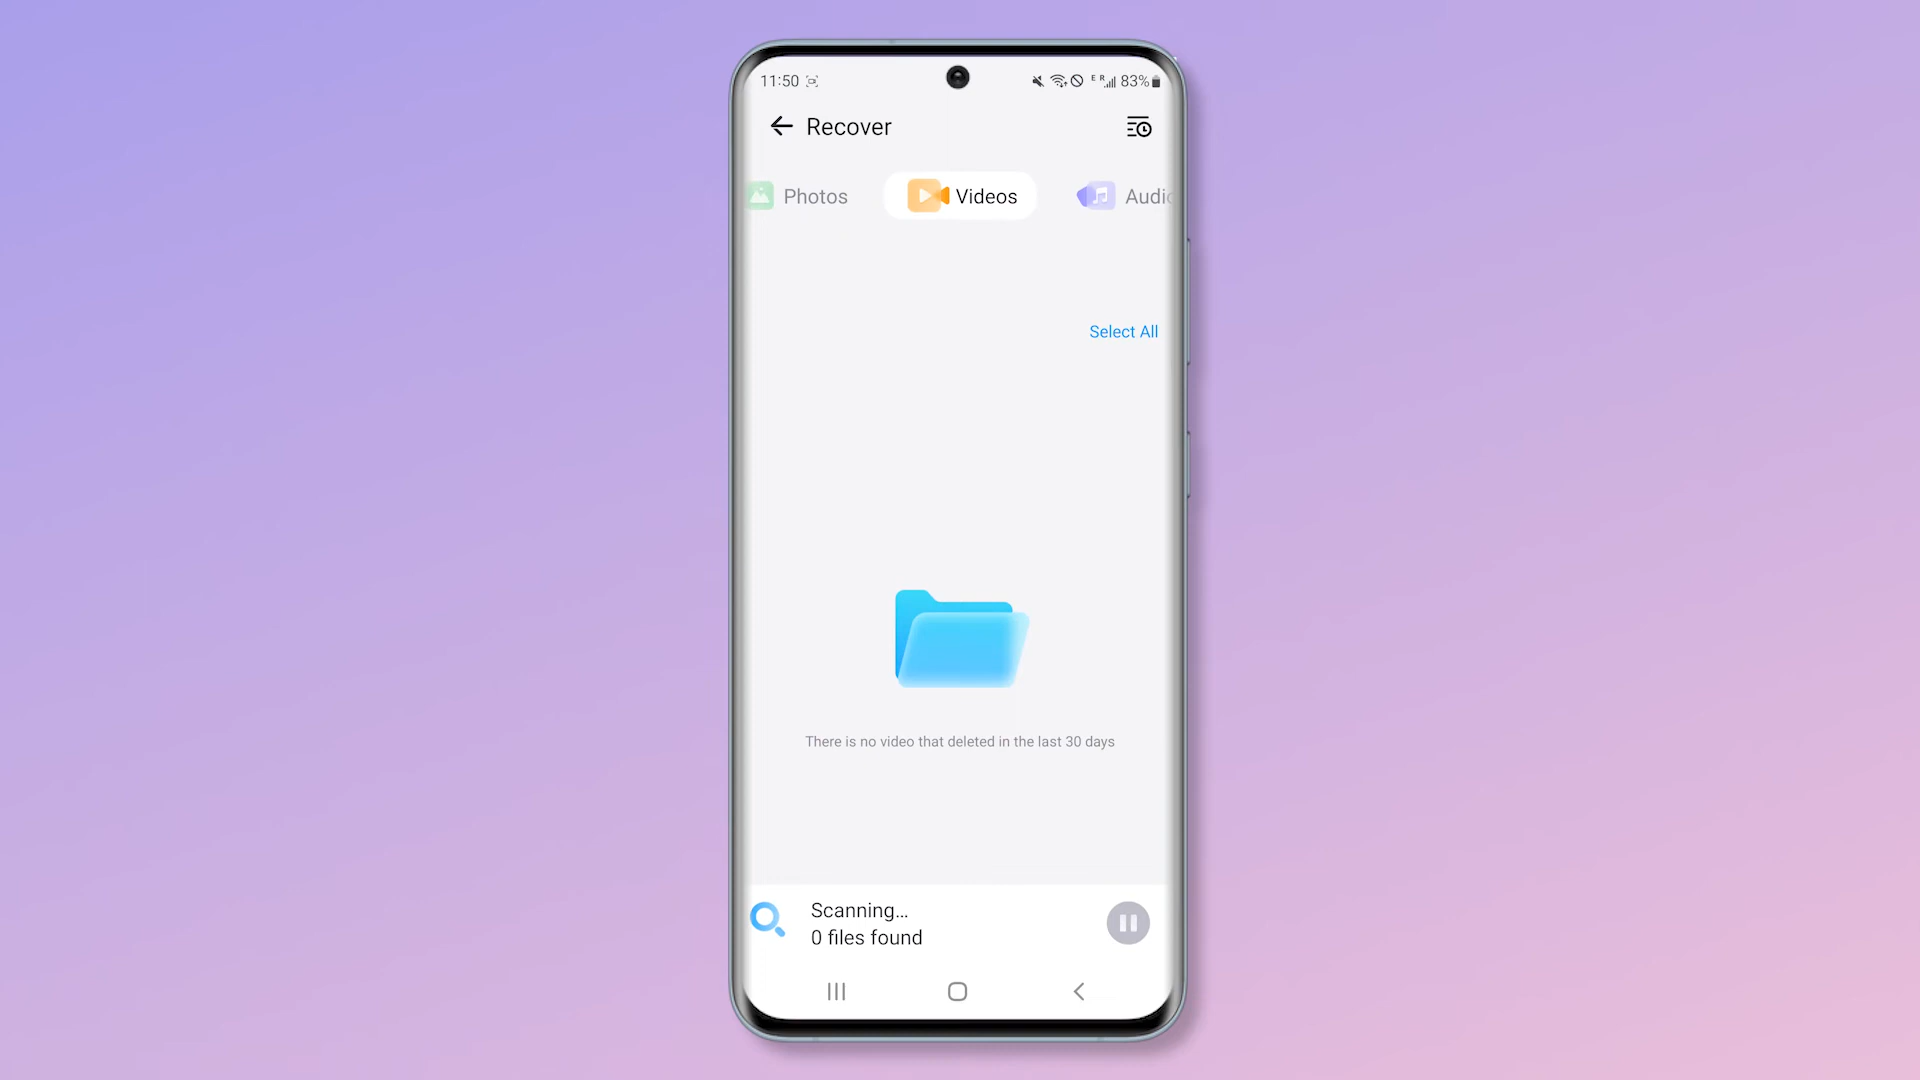 11:50 E R 83%
Recover
Photos Videos Audio
Select All
There is no video that deleted in the last 30 days
Scanning...
0 files found